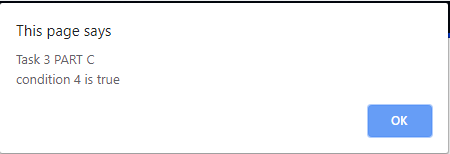 This page says
Task 3 PART C
condition 4 is true
OK